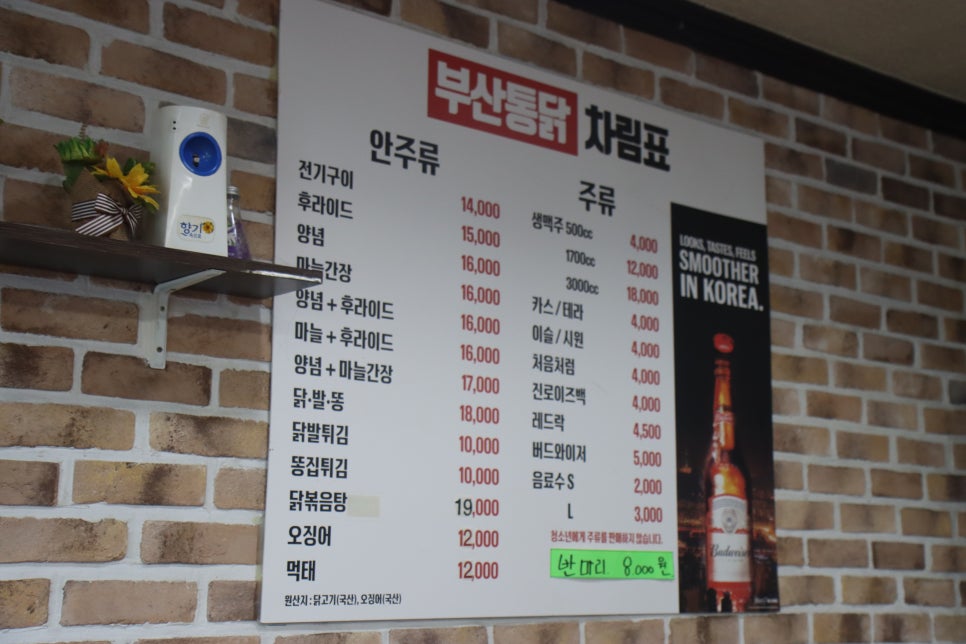 부산통닭 차림표
안주류
전기구이 14,000
후라이드 15,000
양념 16,000
마늘간장 16,000
양념 + 후라이드 16,000
마늘 + 후라이드 16,000
양념 + 마늘간장 17,000
닭·발·똥 18,000
닭발튀김 10,000
똥집튀김 10,000
닭볶음탕 19,000
오징어 12,000
먹태 12,000
원산지 : 닭고기(국산), 오징어(국산)
주류
생맥주 500cc 4,000
1700cc 12,000
3000cc 18,000
카스 / 테라 4,000
이슬 / 시원 4,000
처음처럼 4,000
진로이즈백 4,000
레드락 4,500
버드와이저 5,000
음료수 S 2,000
L 3,000
청소년에게 주류를 판매하지 않습니다.
반마리 8,000원
LOOKS, TASTES, FEELS
SMOOTHER
IN KOREA.
Budweiser
향기